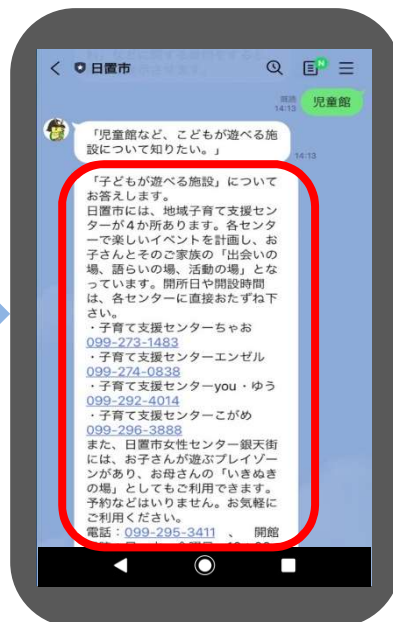 日置市
既読
14:13
児童館
「児童館など、こどもが遊べる施
設について知りたい。」
14:13
「子どもが遊べる施設」について
お答えします。
日置市には、地域子育て支援セン
ターが4か所あります。各センタ
ーで楽しいイベントを計画し、お
子さんとそのご家族の「出会いの
場、語らいの場、活動の場」とな
っています。開所日や開設時間
は、各センターに直接おたずね下
さい。
・子育て支援センターちゃお
099-273-1483
・子育て支援センターエンゼル
099-274-0838
・子育て支援センターyou・ゆう
099-292-4014
・子育て支援センターこがめ
099-296-3888
また、日置市女性センター銀天街
には、お子さんが遊ぶプレイゾー
ンがあり、お母さんの「いきぬき
の場」としてもご利用できます。
予約などはいりません。お気軽に
ご利用ください。
電話：099-295-3411 、 開館